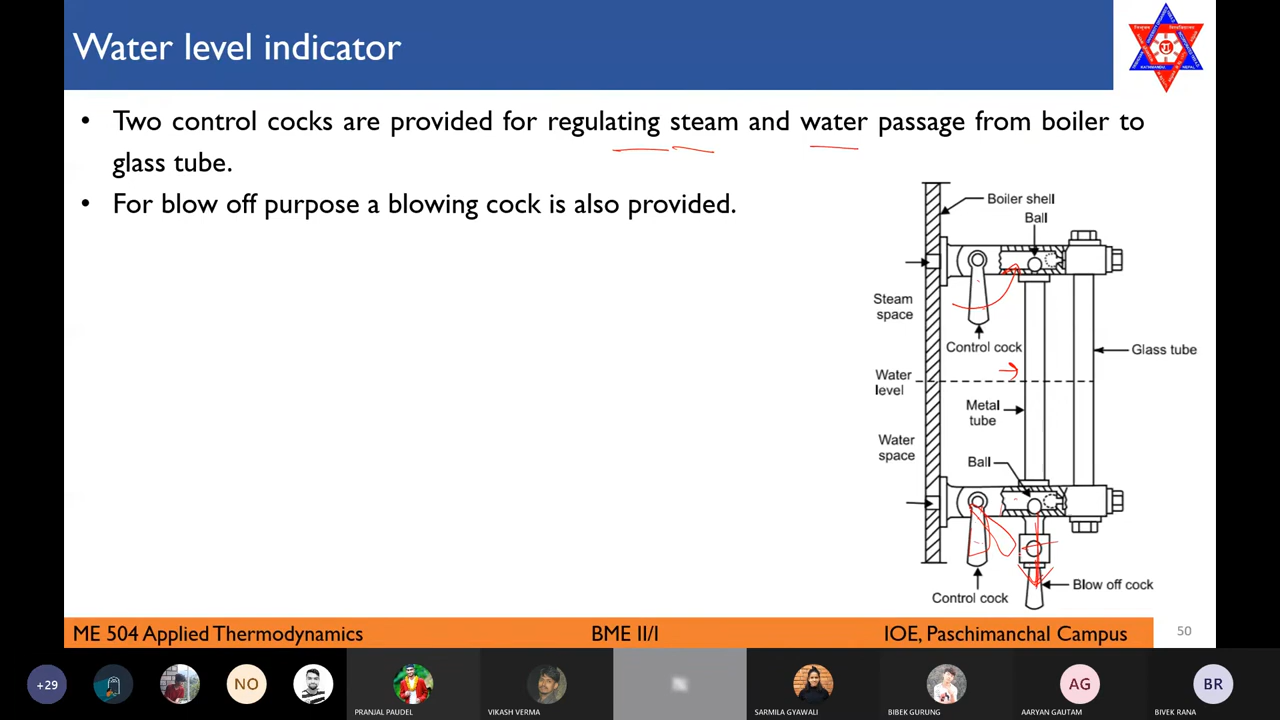 Water level indicator
• Two control cocks are provided for regulating steam and water passage from boiler to
glass tube.
• For blow off purpose a blowing cock is also provided.
Boiler shell
Ball
Steam
space
Control cock
Glass tube
Water
level
Metal
tube
Water
space
Ball
Blow off cock
Control cock
ME 504 Applied Thermodynamics BME II/I IOE, Paschimanchal Campus 50
+29 NO AG BR
PRANJAL PAUDEL VIKASH VERMA SARMILA GYAWALI BIBEK GURUNG AARYAN GAUTAM BIVEK RANA